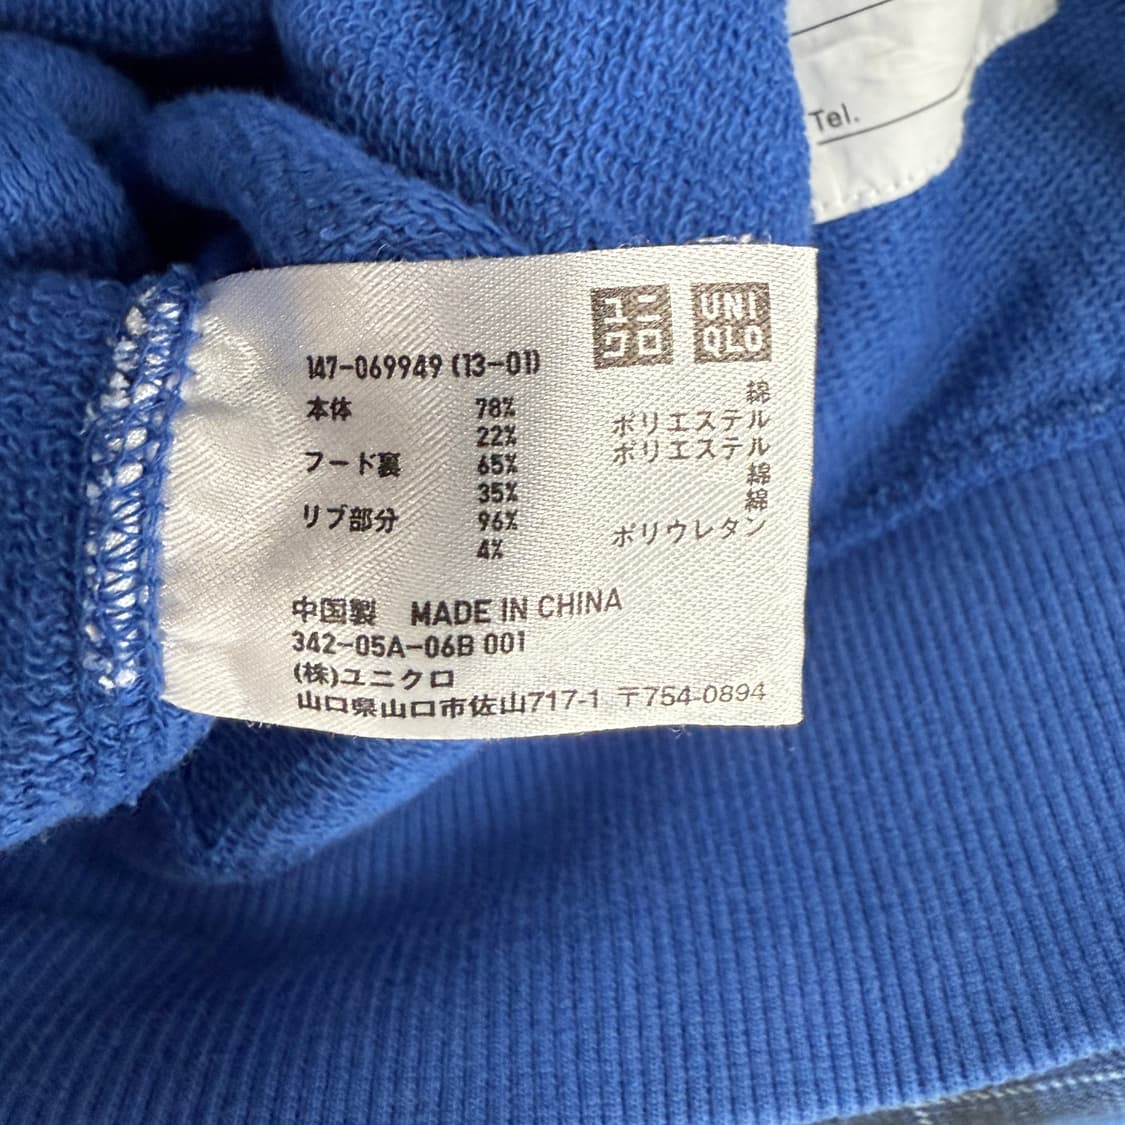 Tel.
ユニ
クロ
UNI
QLO
147-069949 (13-01)
本体 78% 綿
22% ポリエステル
フード裏 65% ポリエステル
35% 綿
リブ部分 96% 綿
4% ポリウレタン
中国製 MADE IN CHINA
342-05A-06B 001
(株)ユニクロ
山口県山口市佐山717-1 〒754-0894